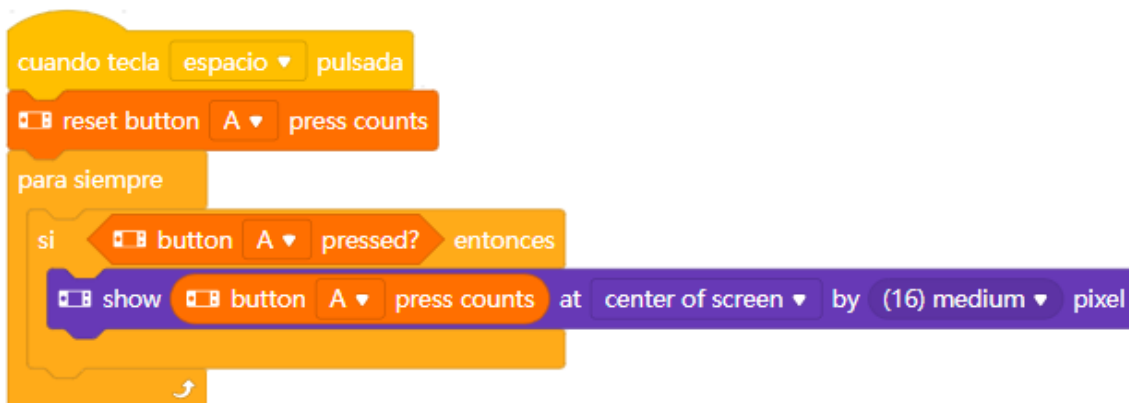 cuando tecla espacio pulsada
reset button A press counts
para siempre
si button A pressed? entonces
show button A press counts at center of screen by (16) medium pixel